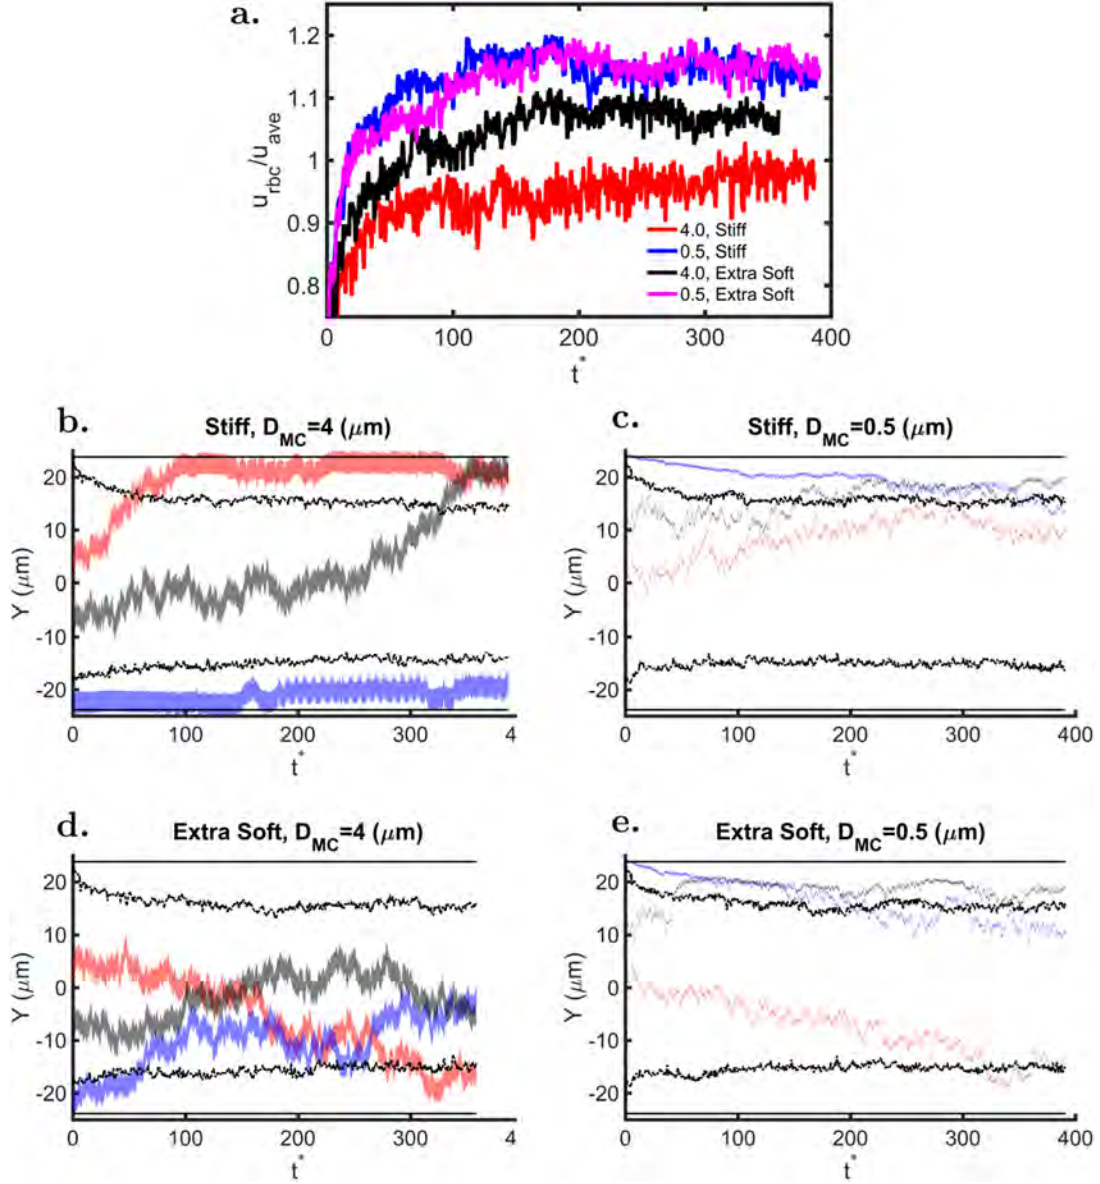 a.
1.2
1.1
1
0.9
0.8
u_rbc/u_ave
4.0, Stiff
0.5, Stiff
4.0, Extra Soft
0.5, Extra Soft
0 100 200 300 400
t*
b.
Stiff, D_MC=4 (μm)
20
10
0
-10
-20
Y (μm)
0 100 200 300 4
t*
c.
Stiff, D_MC=0.5 (μm)
20
10
0
-10
-20
Y (μm)
0 100 200 300 400
t*
d.
Extra Soft, D_MC=4 (μm)
20
10
0
-10
-20
Y (μm)
0 100 200 300 4
t*
e.
Extra Soft, D_MC=0.5 (μm)
20
10
0
-10
-20
Y (μm)
0 100 200 300 400
t*